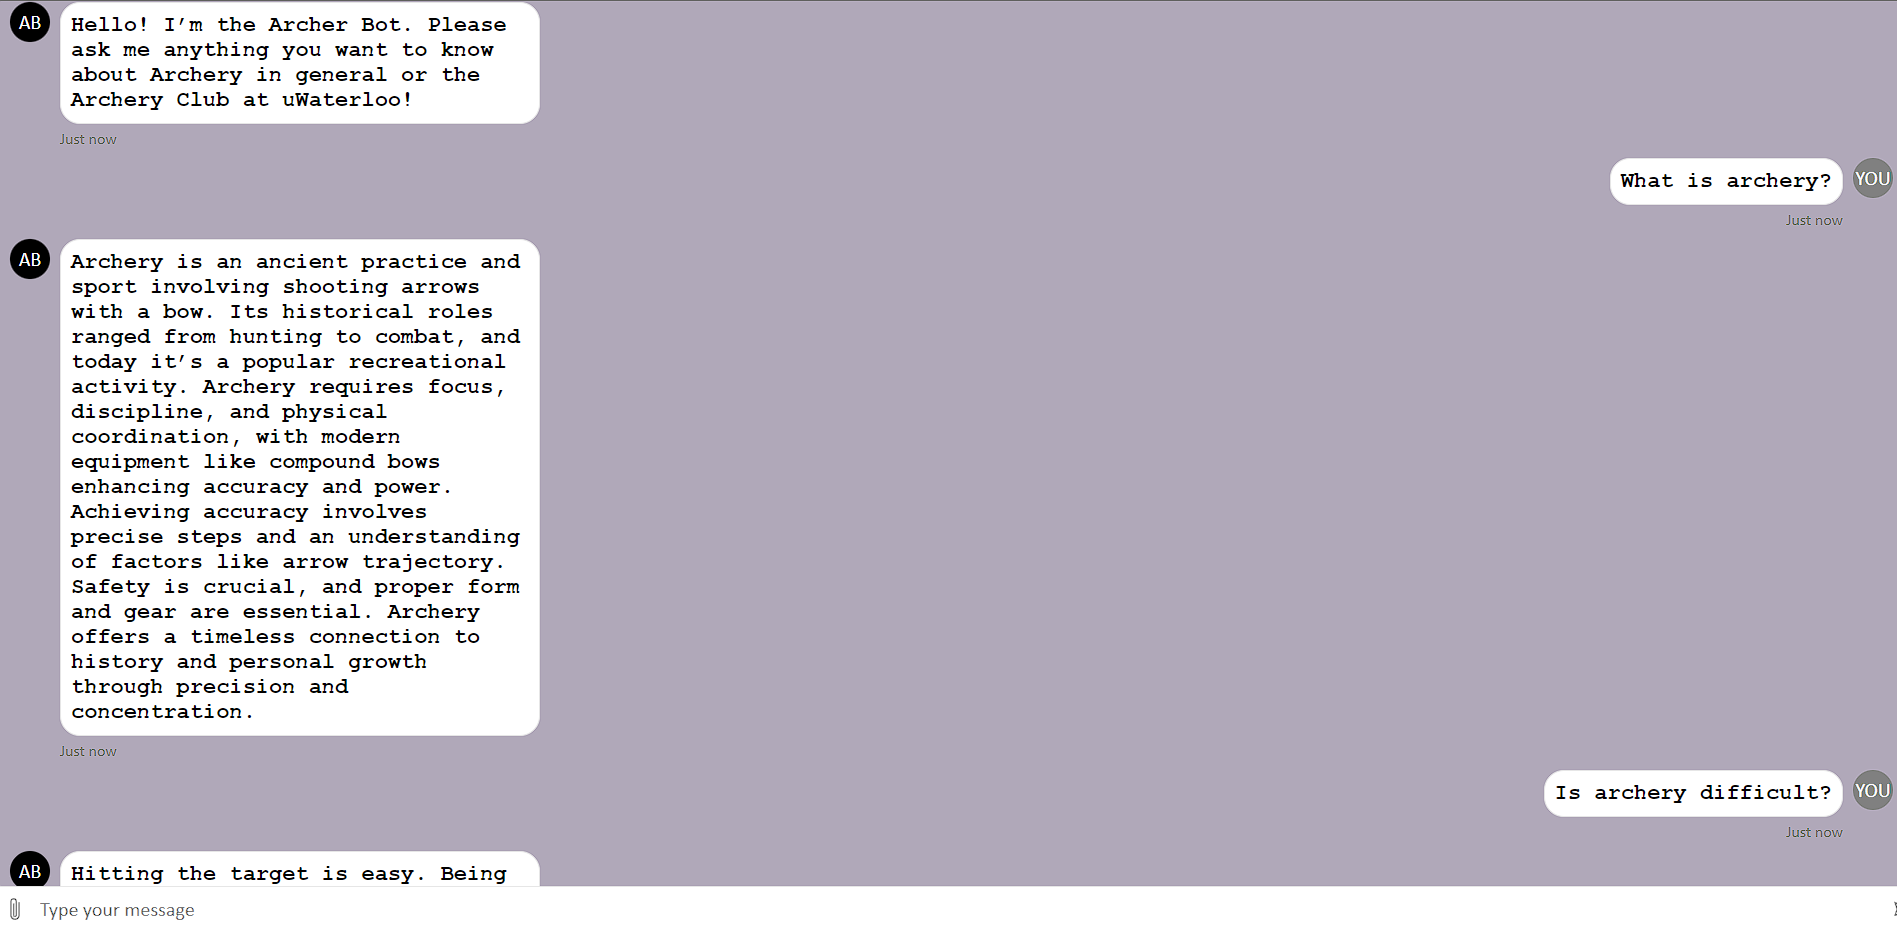 AB
Hello! I’m the Archer Bot. Please
ask me anything you want to know
about Archery in general or the
Archery Club at uWaterloo!
Just now
What is archery?
YOU
Just now
AB
Archery is an ancient practice and
sport involving shooting arrows
with a bow. Its historical roles
ranged from hunting to combat, and
today it’s a popular recreational
activity. Archery requires focus,
discipline, and physical
coordination, with modern
equipment like compound bows
enhancing accuracy and power.
Achieving accuracy involves
precise steps and an understanding
of factors like arrow trajectory.
Safety is crucial, and proper form
and gear are essential. Archery
offers a timeless connection to
history and personal growth
through precision and
concentration.
Just now
Is archery difficult?
YOU
Just now
AB
Hitting the target is easy. Being
Type your message